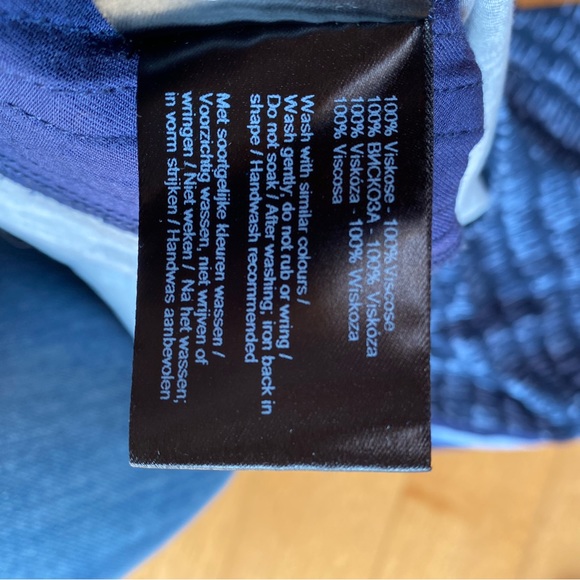 100% Viskose - 100% Viscose
100% ВИСКОЗА - 100% Viskoza
100% Viskoza - 100% Wiskoza
100% Viscosa
Wash with similar colours /
Wash gently, do not rub or wring /
Do not soak / After washing; iron back in
shape / Handwash recommended
Met soortgelijke kleuren wassen /
Voorzichtig wassen, niet wrijven of
wringen / Niet weken / Na het wassen;
in vorm strijken / Handwas aanbevolen